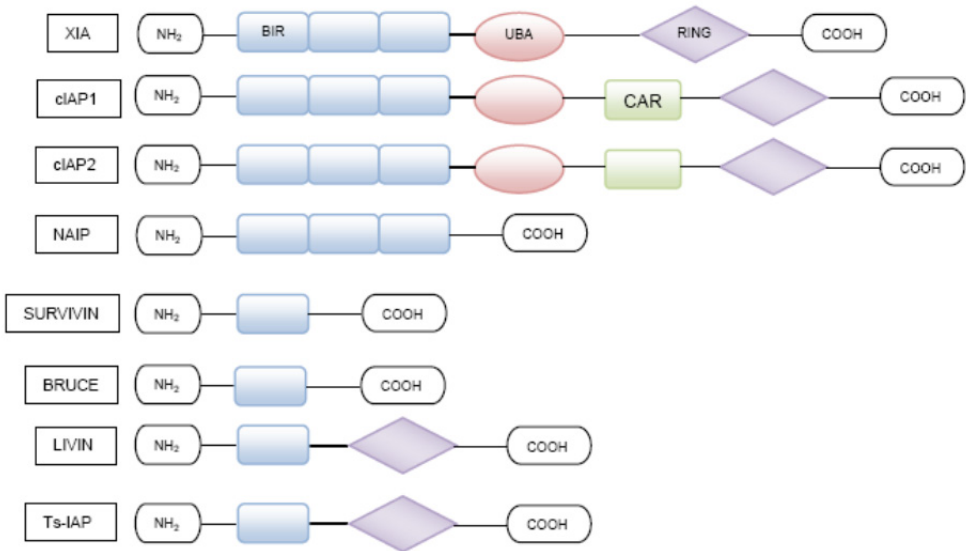 XIA NH2 BIR UBA RING COOH
cIAP1 NH2 CAR COOH
cIAP2 NH2 COOH
NAIP NH2 COOH
SURVIVIN NH2 COOH
BRUCE NH2 COOH
LIVIN NH2 COOH
Ts-IAP NH2 COOH